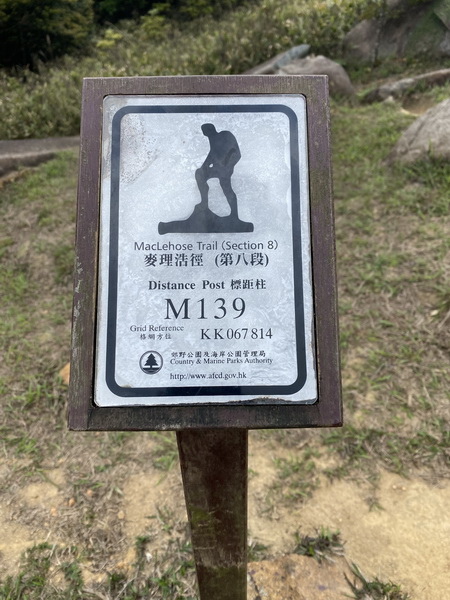 MacLehose Trail (Section 8)
麥理浩徑 (第八段)
Distance Post 標距柱
M139
Grid Reference KK067814
格網方位
郊野公園及海岸公園管理局
Country & Marine Parks Authority
http://www.afcd.gov.hk